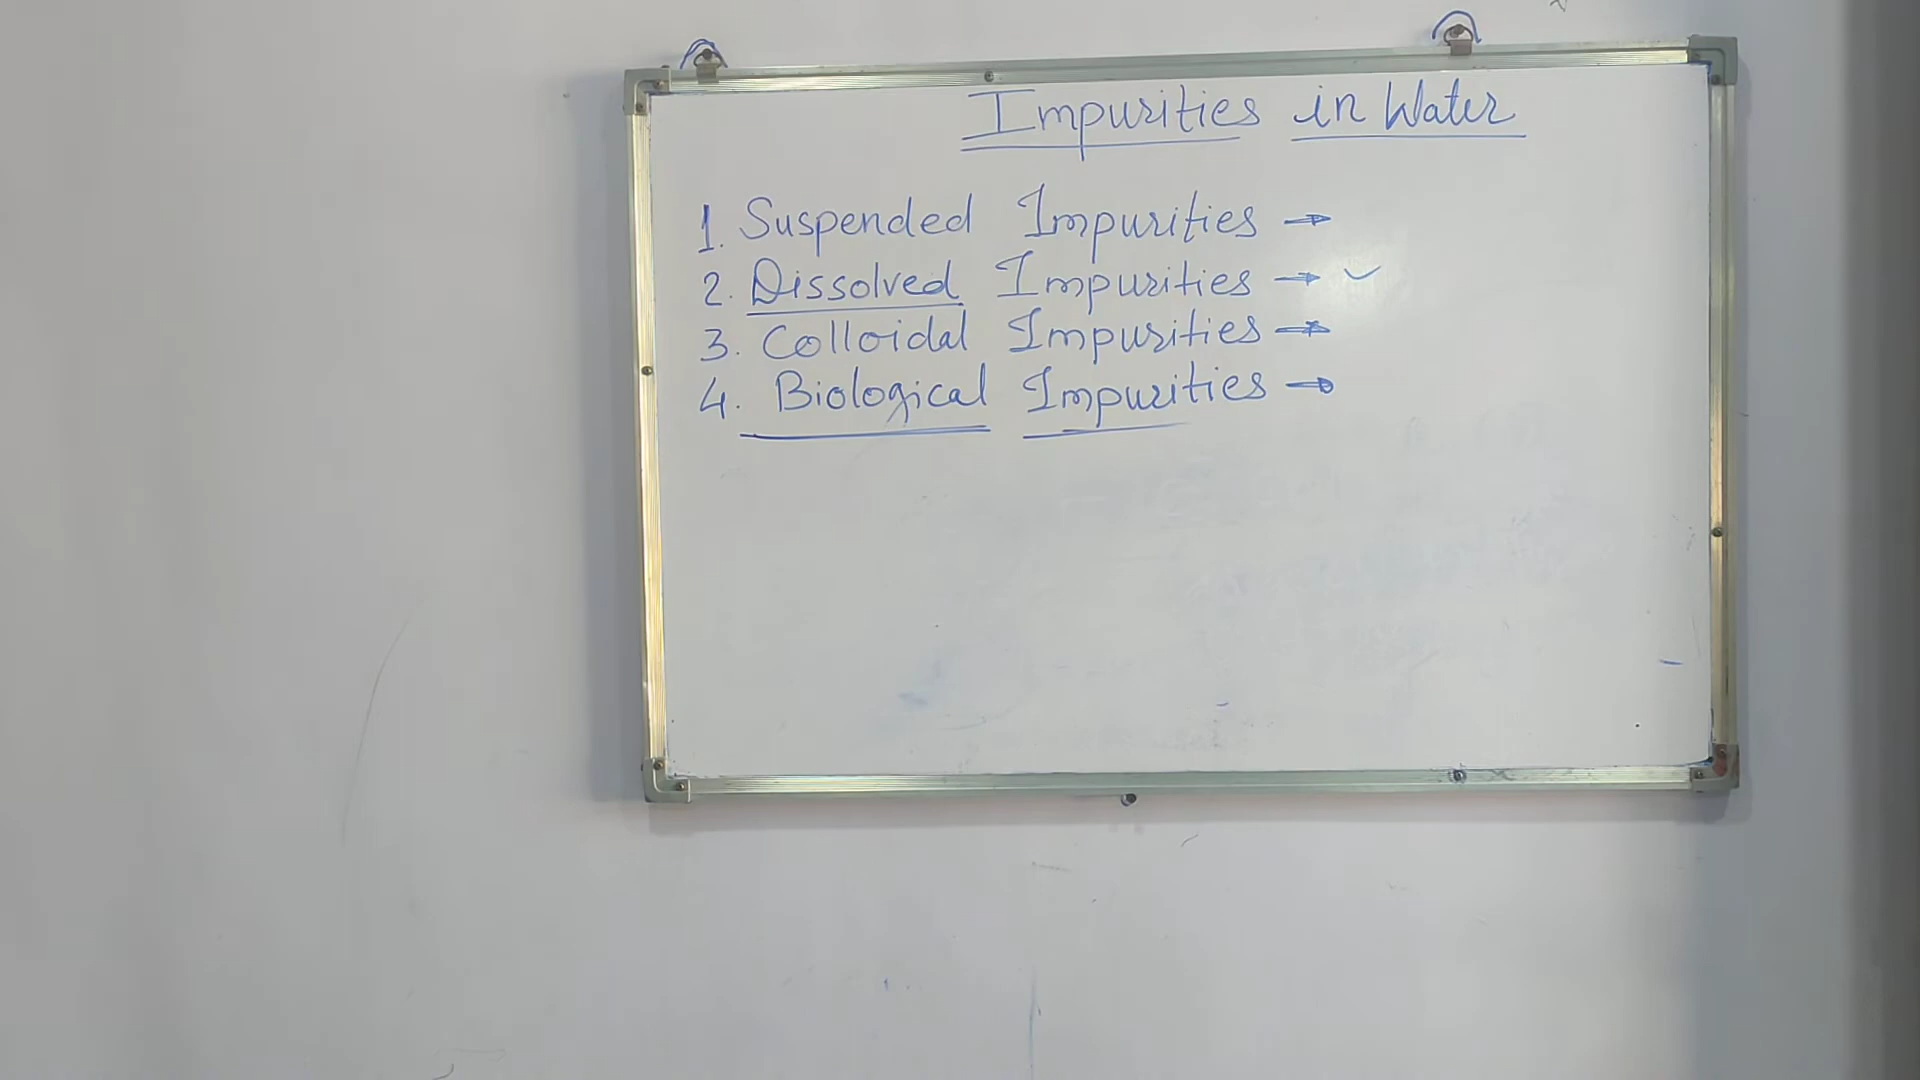 Impurities in Water
1. Suspended Impurities →
2. Dissolved Impurities → ✓
3. Colloidal Impurities →
4. Biological Impurities →